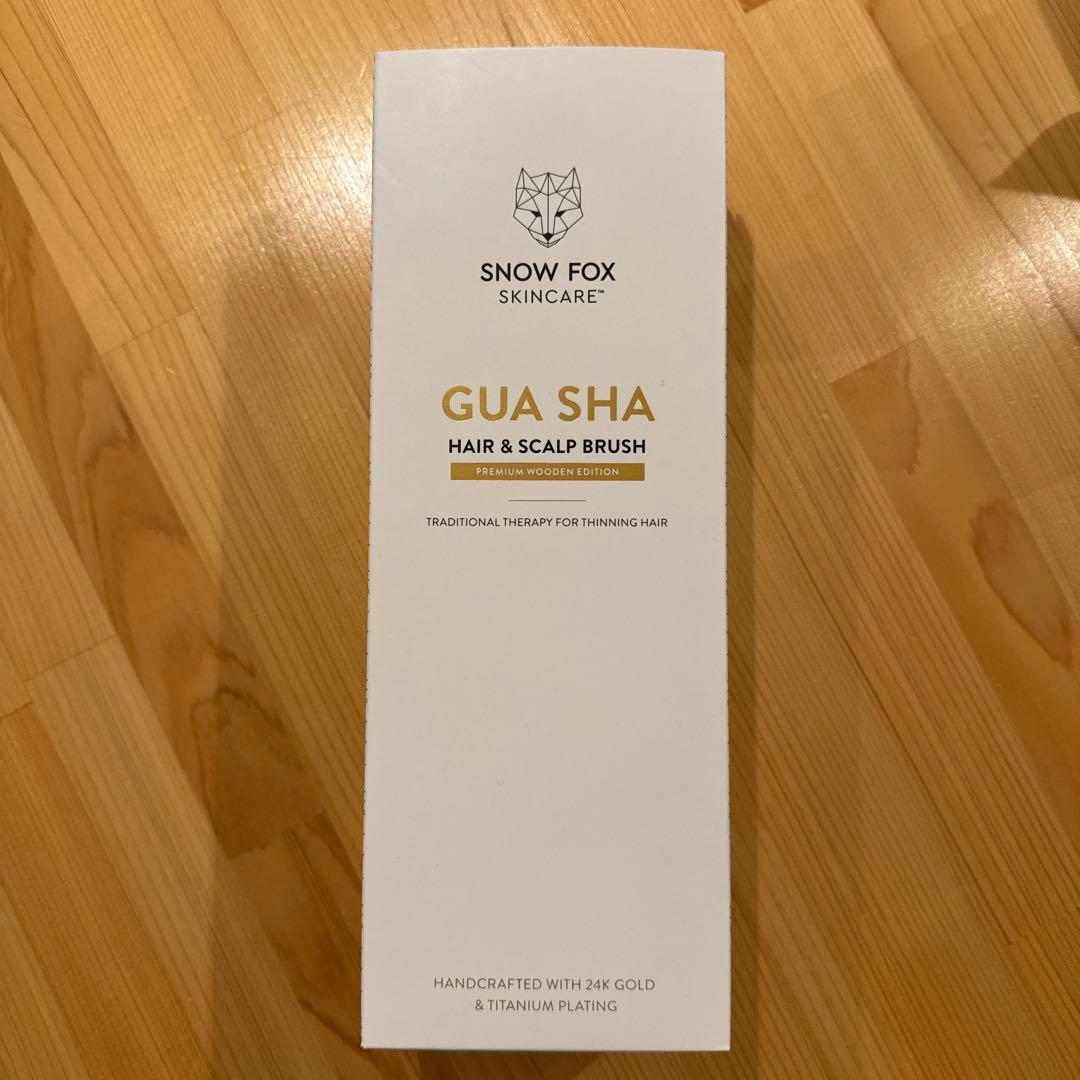 SNOW FOX
SKINCARE™
GUA SHA
HAIR & SCALP BRUSH
PREMIUM WOODEN EDITION
TRADITIONAL THERAPY FOR THINNING HAIR
HANDCRAFTED WITH 24K GOLD
& TITANIUM PLATING